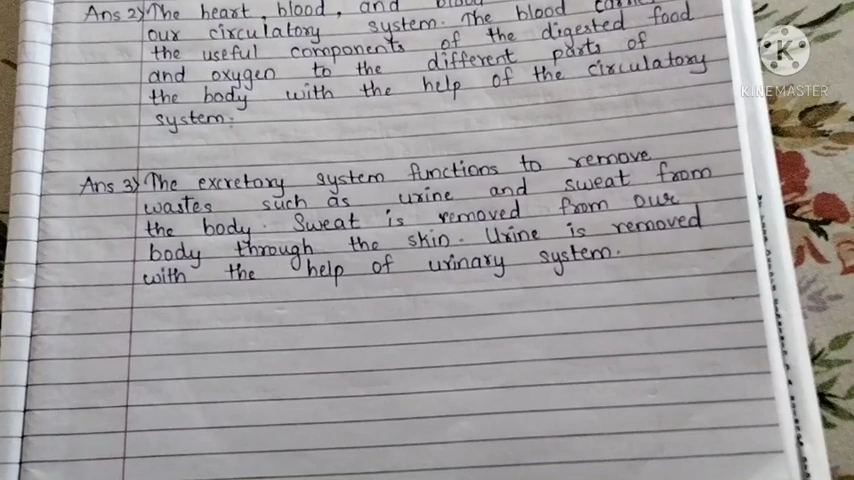 Ans 2) The heart, blood, and blood
our circulatory system. The blood carries
the useful components of the digested food
and oxygen to the different parts of
the body with the help of the circulatory
system.
Ans 3) The excretory system functions to remove
wastes such as urine and sweat from
the body. Sweat is removed from our
body through the skin. Urine is removed
with the help of urinary system.
K
KINEMASTER